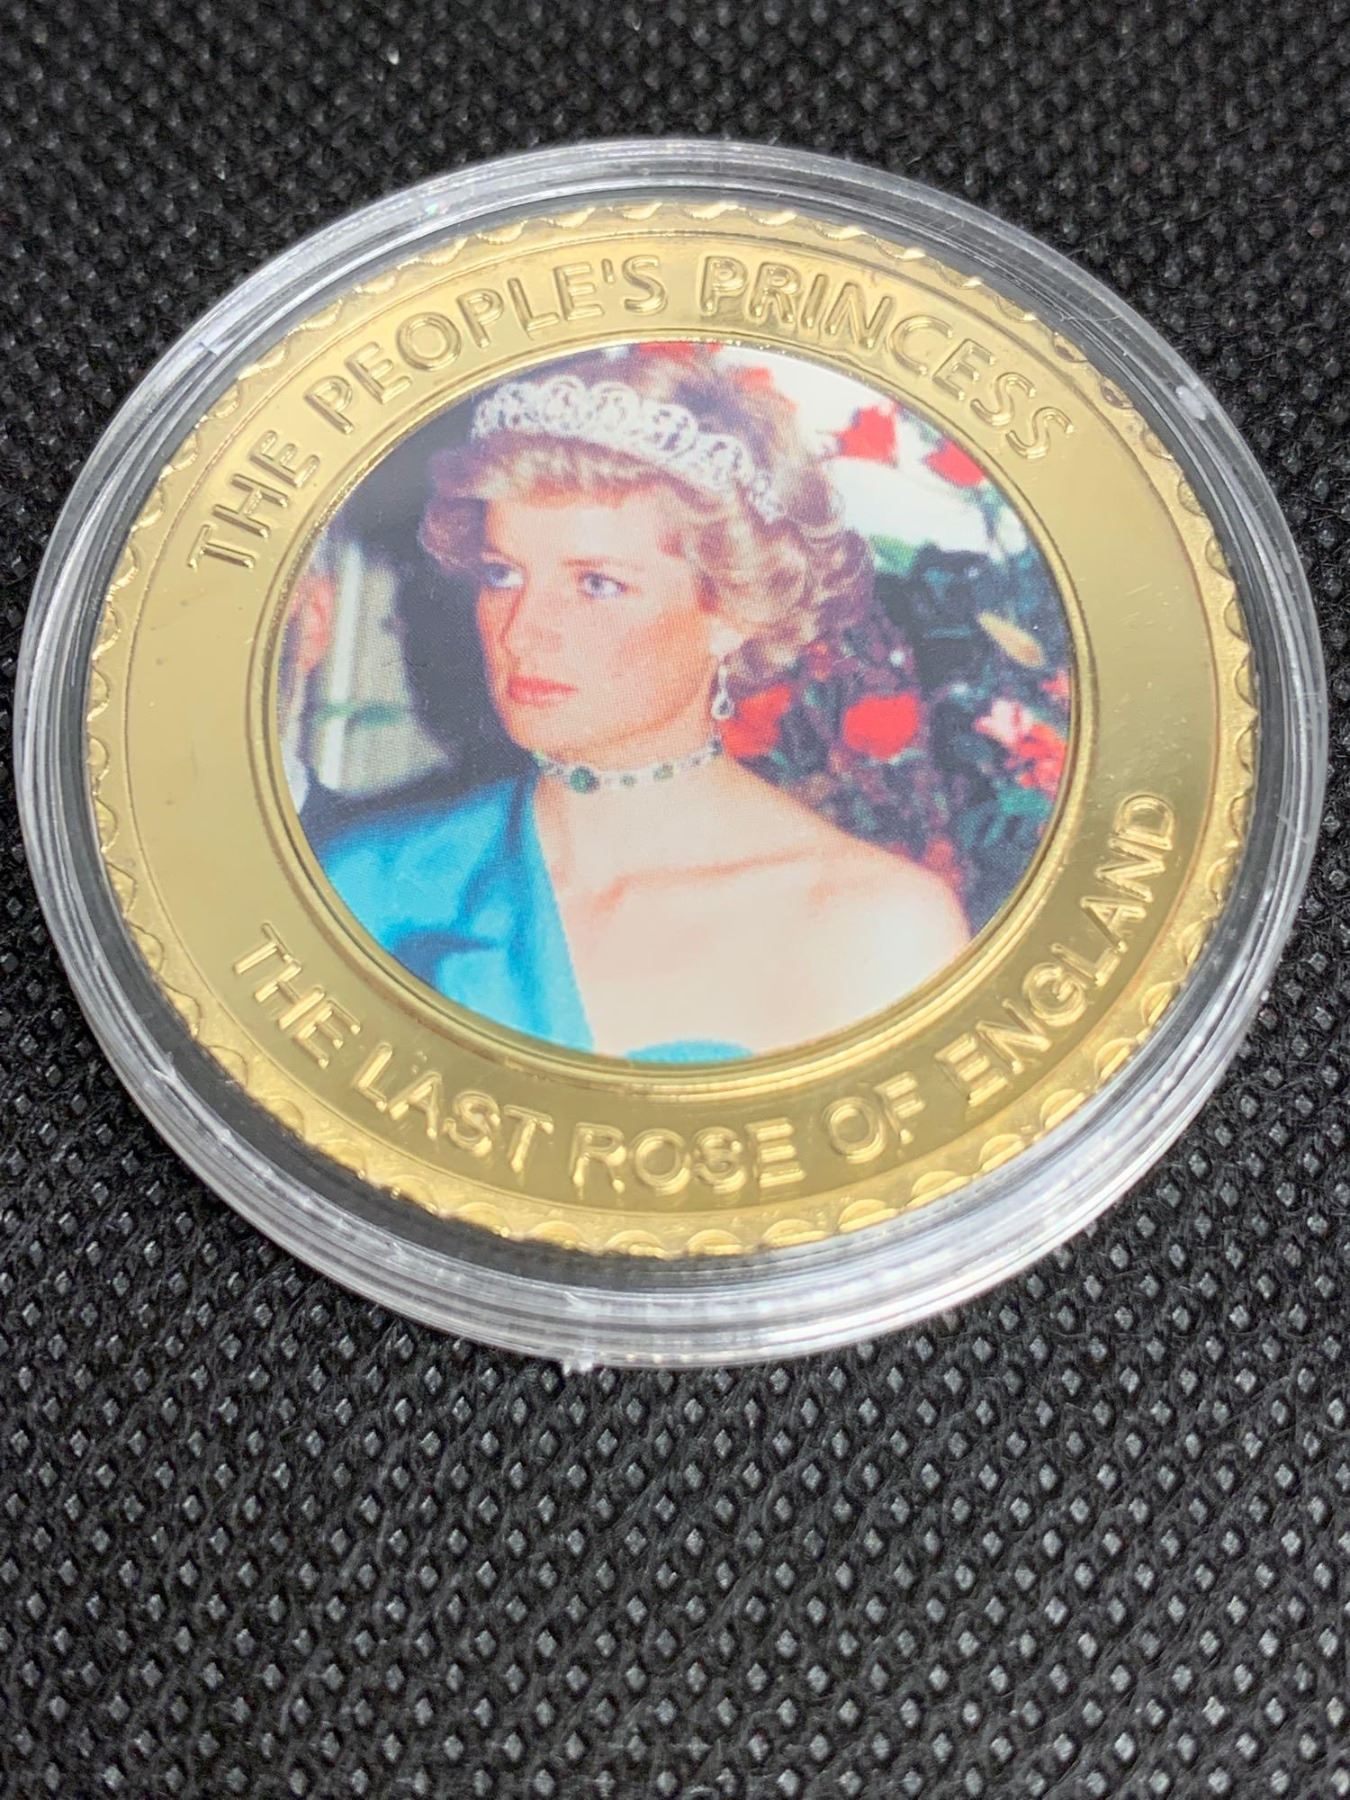 THE PEOPLE'S PRINCESS
THE LAST ROSE OF ENGLAND